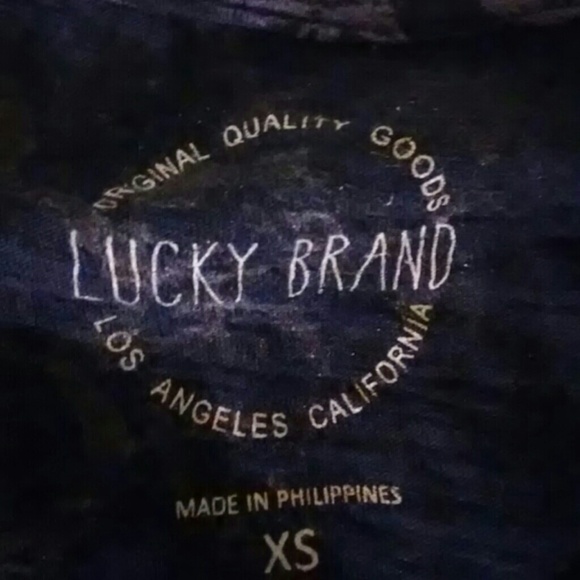 ORIGINAL QUALITY GOODS
LUCKY BRAND
LOS ANGELES CALIFORNIA
MADE IN PHILIPPINES
XS